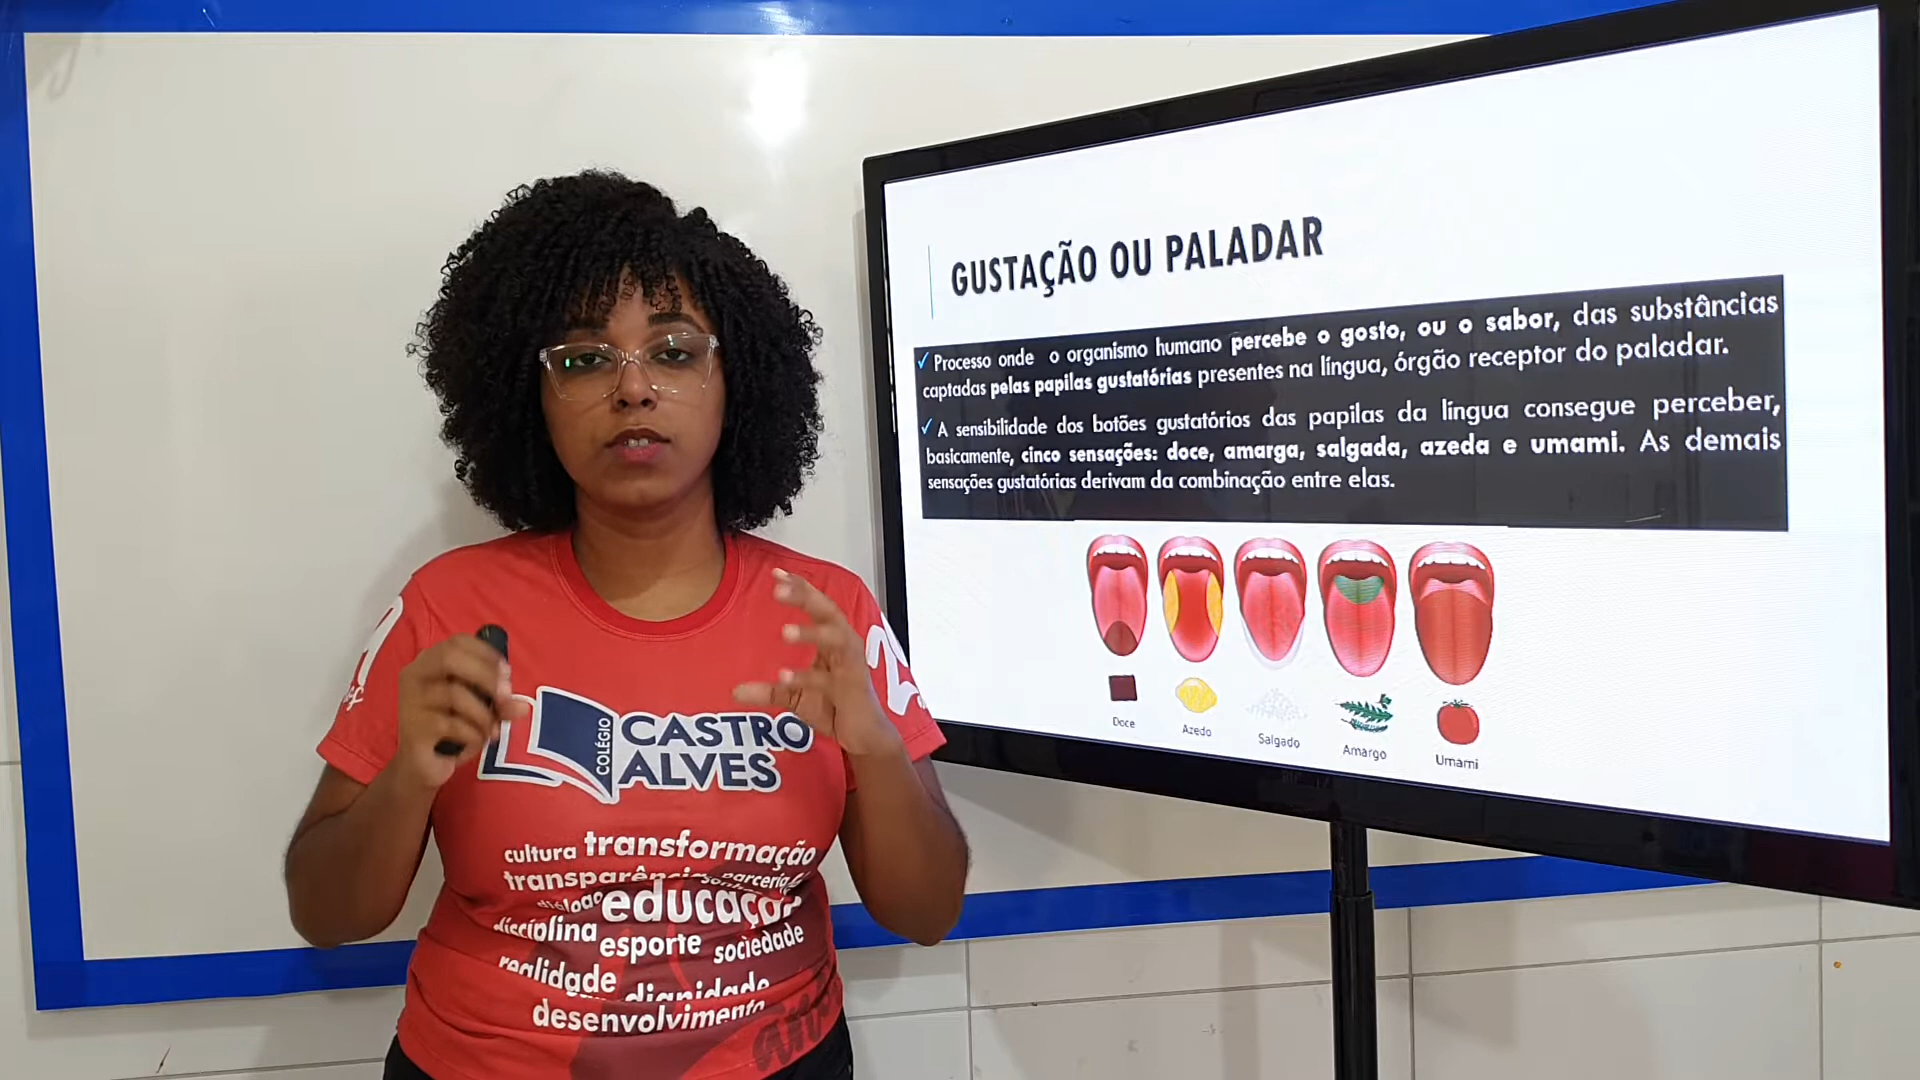 GUSTAÇÃO OU PALADAR
✓ Processo onde o organismo humano percebe o gosto, ou o sabor, das substâncias
captadas pelas papilas gustatórias presentes na língua, órgão receptor do paladar.
✓ A sensibilidade dos botões gustatórios das papilas da língua consegue perceber,
basicamente, cinco sensações: doce, amarga, salgada, azeda e umami. As demais
sensações gustatórias derivam da combinação entre elas.
Doce
Azedo
Salgado
Amargo
Umami
COLÉGIO
CASTRO
ALVES
cultura transformação
transparência parceria
educação
disciplina
esporte sociedade
realidade
dignidade
desenvolvimento